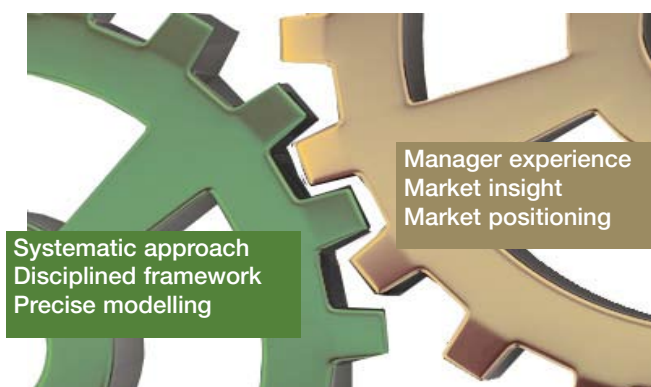 Manager experience
Market insight
Market positioning
Systematic approach
Disciplined framework
Precise modelling